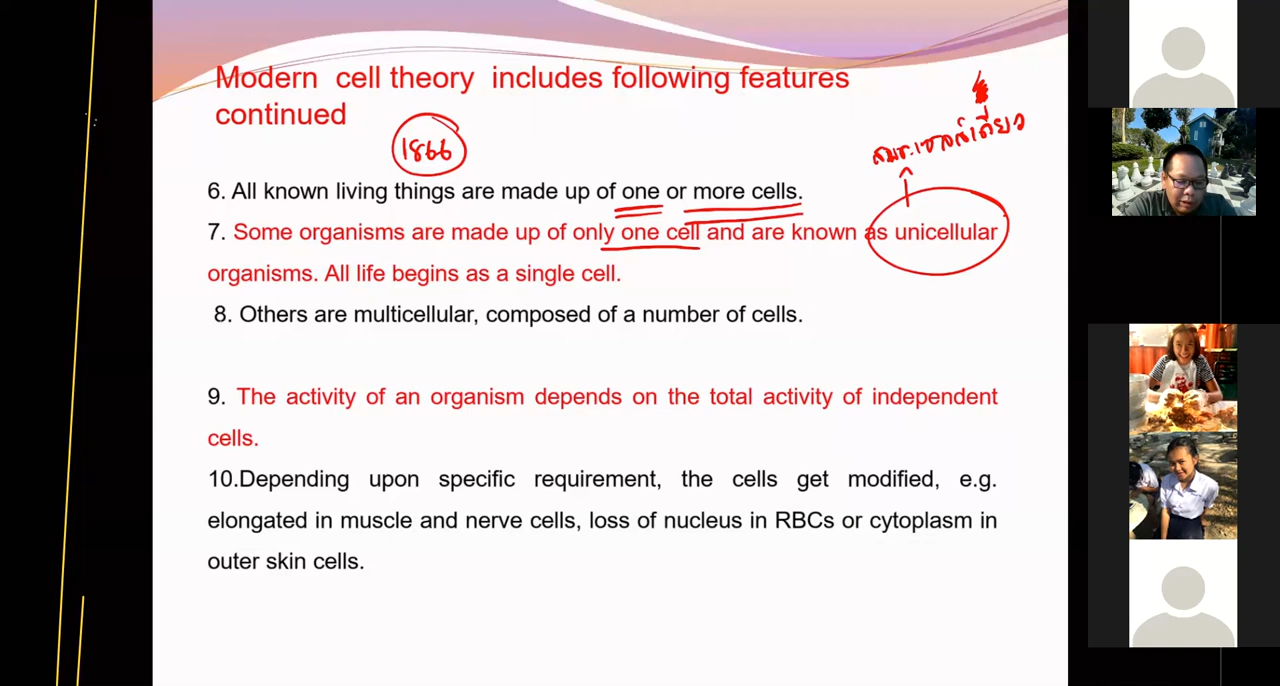 Modern cell theory includes following features
continued
1866
สมช.เซลล์เดียว
6. All known living things are made up of one or more cells.
7. Some organisms are made up of only one cell and are known as unicellular
organisms. All life begins as a single cell.
8. Others are multicellular, composed of a number of cells.
9. The activity of an organism depends on the total activity of independent
cells.
10.Depending upon specific requirement, the cells get modified, e.g.
elongated in muscle and nerve cells, loss of nucleus in RBCs or cytoplasm in
outer skin cells.